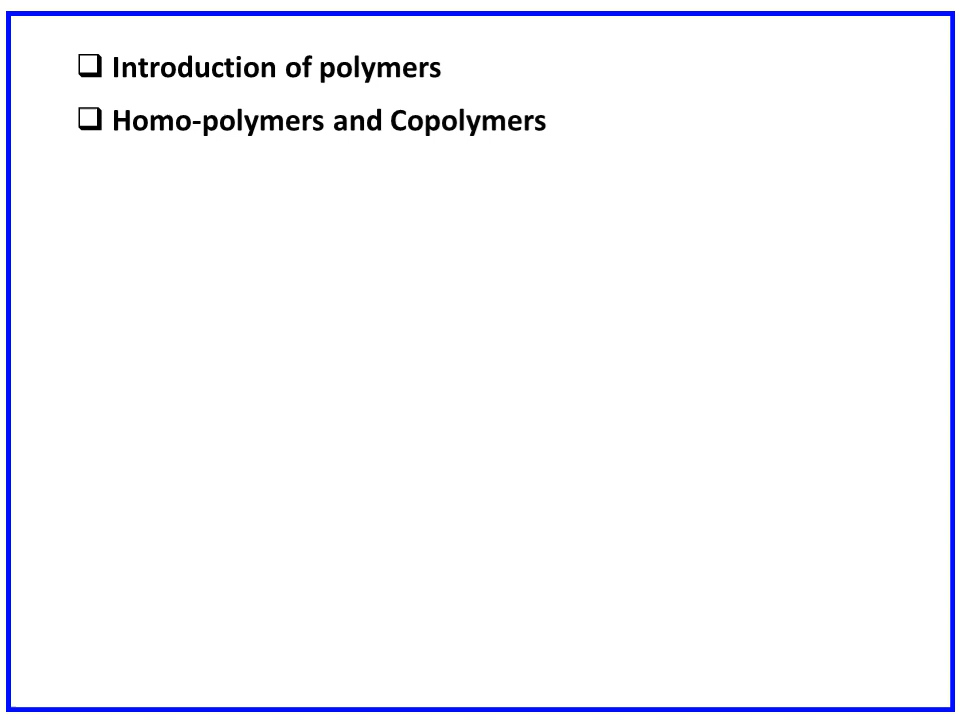 ❑ Introduction of polymers
❑ Homo-polymers and Copolymers